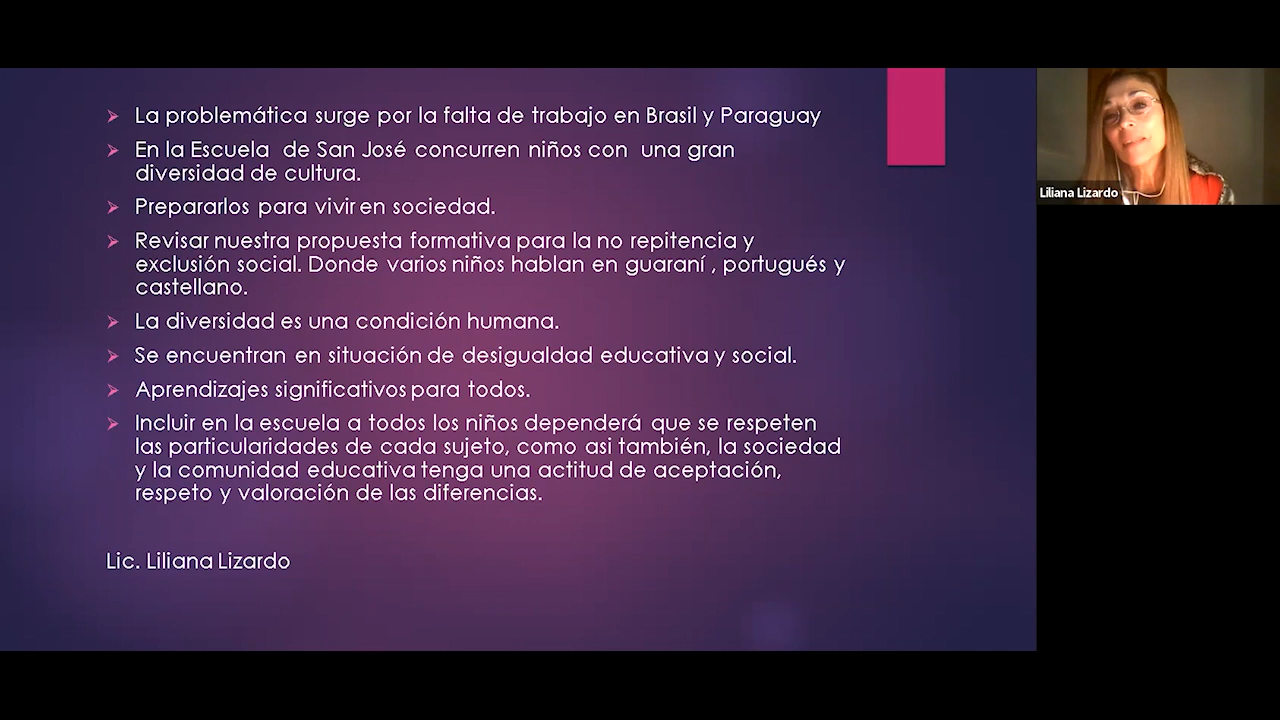 La problemática surge por la falta de trabajo en Brasil y Paraguay
En la Escuela de San José concurren niños con una gran
diversidad de cultura.
Prepararlos para vivir en sociedad.
Revisar nuestra propuesta formativa para la no repitencia y
exclusión social. Donde varios niños hablan en guaraní , portugués y
castellano.
La diversidad es una condición humana.
Se encuentran en situación de desigualdad educativa y social.
Aprendizajes significativos para todos.
Incluir en la escuela a todos los niños dependerá que se respeten
las particularidades de cada sujeto, como asi también, la sociedad
y la comunidad educativa tenga una actitud de aceptación,
respeto y valoración de las diferencias.
Lic. Liliana Lizardo
Liliana Lizardo